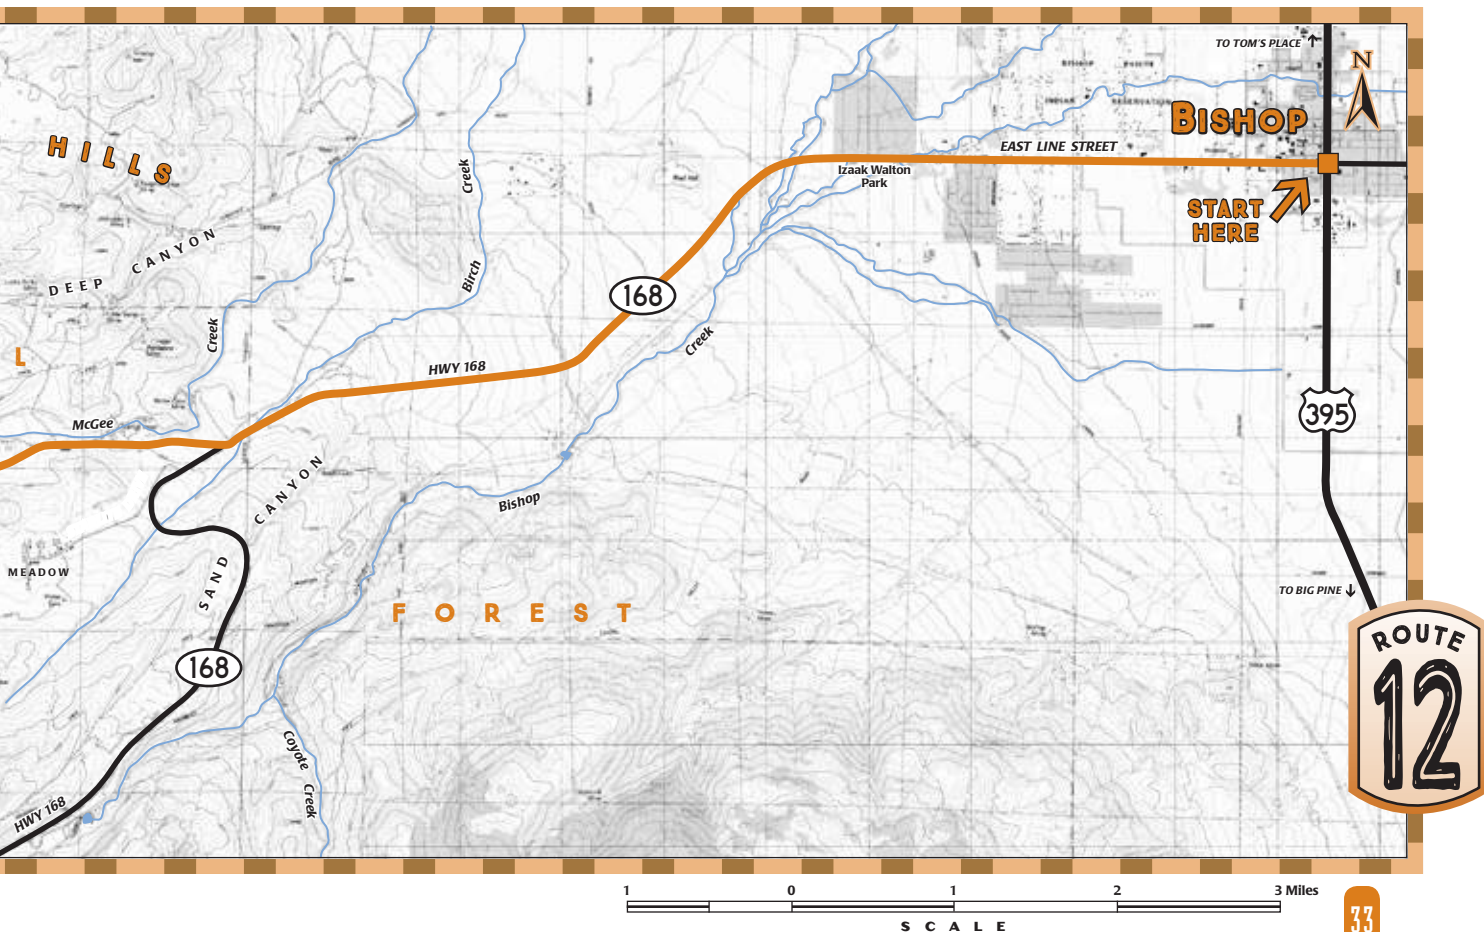 TO TOM'S PLACE
N
BISHOP
EAST LINE STREET
Izaak Walton
Park
START
HERE
INDIAN RESERVATION
HILLS
DEEP CANYON
Creek
Birch
Creek
168
Creek
HWY 168
L
McGee
395
CANYON
Bishop
MEADOW
SAND
FOREST
TO BIG PINE
168
ROUTE
12
Coyote
Creek
HWY 168
1 0 1 2 3 Miles
SCALE
33